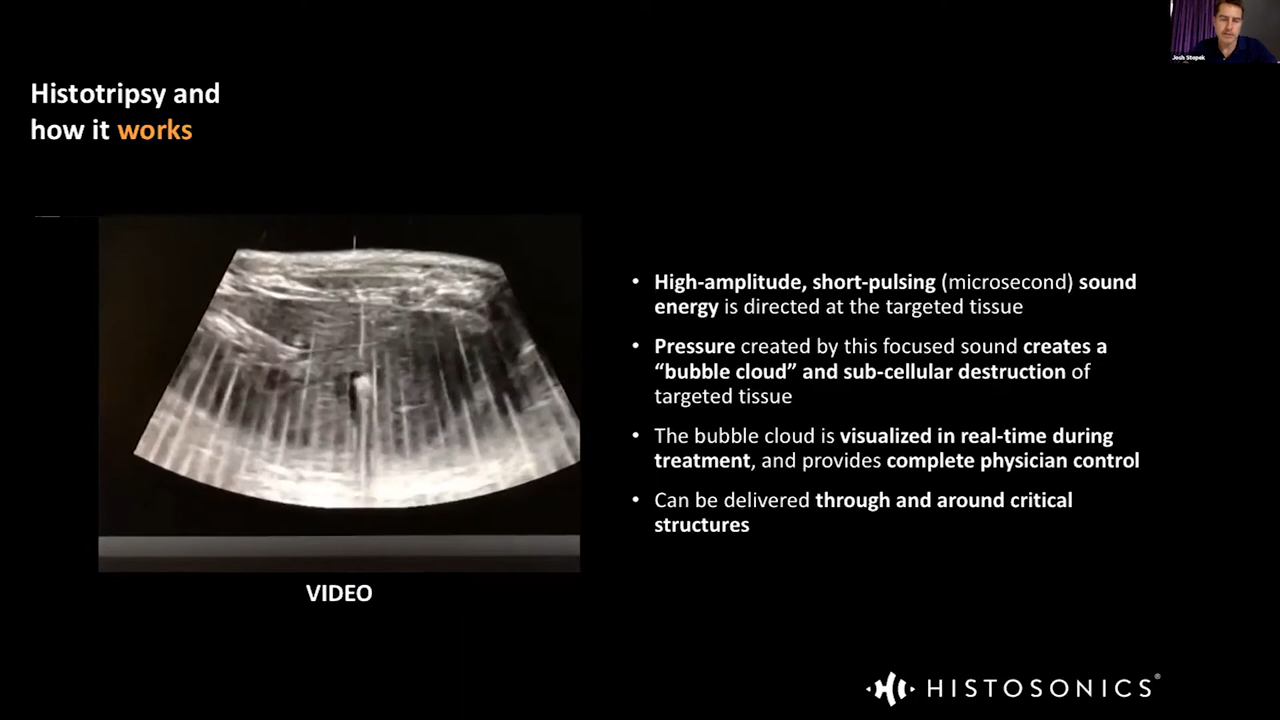 Josh Stopek
Histotripsy and
how it works
• High-amplitude, short-pulsing (microsecond) sound
energy is directed at the targeted tissue
• Pressure created by this focused sound creates a
“bubble cloud” and sub-cellular destruction of
targeted tissue
• The bubble cloud is visualized in real-time during
treatment, and provides complete physician control
• Can be delivered through and around critical
structures
VIDEO
HISTOSONICS®